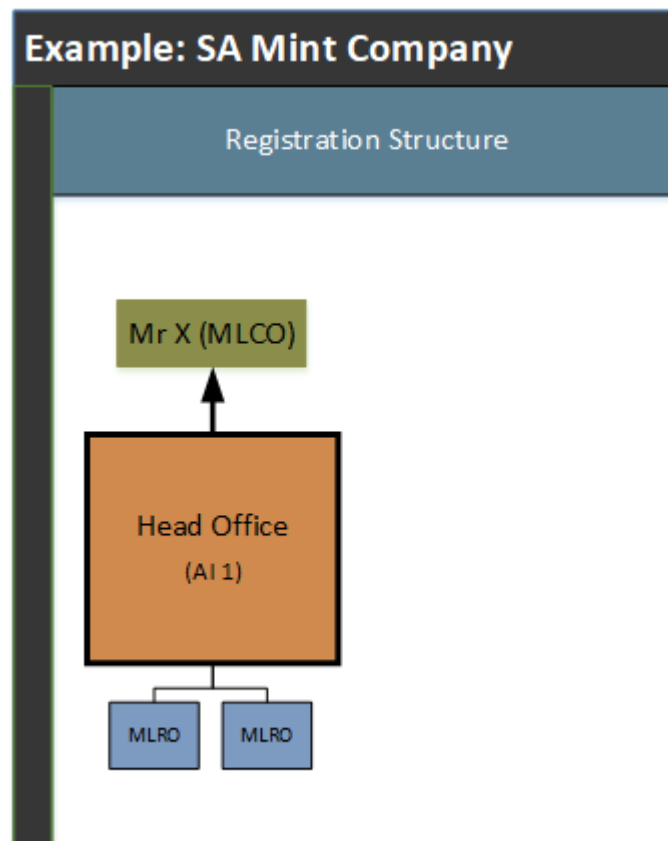 Example: SA Mint Company
Registration Structure
Mr X (MLCO)
Head Office
(AI 1)
MLRO
MLRO